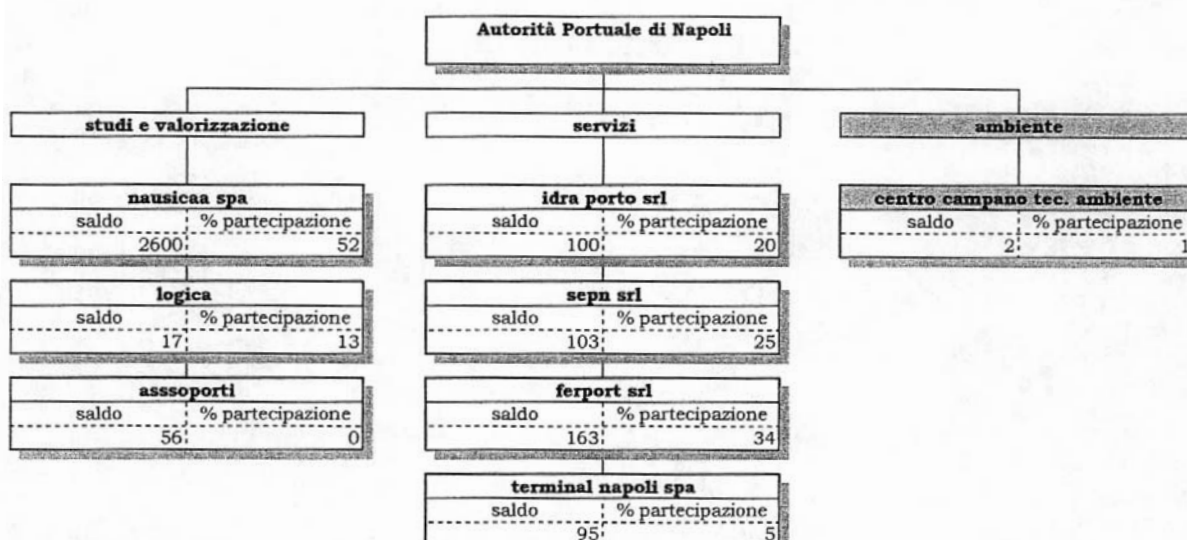 Autorità Portuale di Napoli
studi e valorizzazione
servizi
ambiente
nausicaa spa
saldo % partecipazione
2600 52
logica
saldo % partecipazione
17 13
asssoporti
saldo % partecipazione
56 0
idra porto srl
saldo % partecipazione
100 20
sepn srl
saldo % partecipazione
103 25
ferport srl
saldo % partecipazione
163 34
terminal napoli spa
saldo % partecipazione
95 5
centro campano tec. ambiente
saldo % partecipazione
2 1